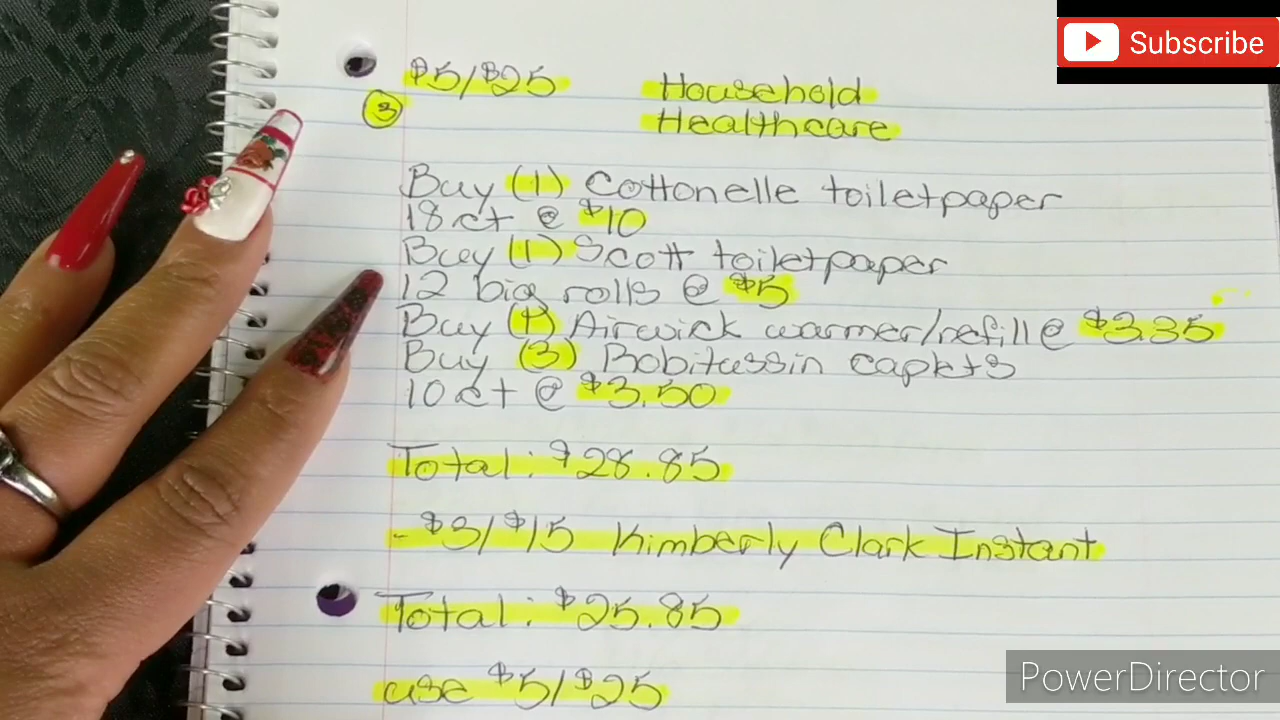 Subscribe
$5/$25 Household
③ Healthcare
Buy (1) Cottonelle toiletpaper
18 ct @ $10
Buy (1) Scott toiletpaper
12 big rolls @ $5
Buy (1) Airwick warmer/refill @ $3.35
Buy (3) Bobitussin caplets
10 ct @ $3.50
Total: $28.85
- $3/$15 Kimberly Clark Instant
Total: $25.85
use $5/$25
PowerDirector